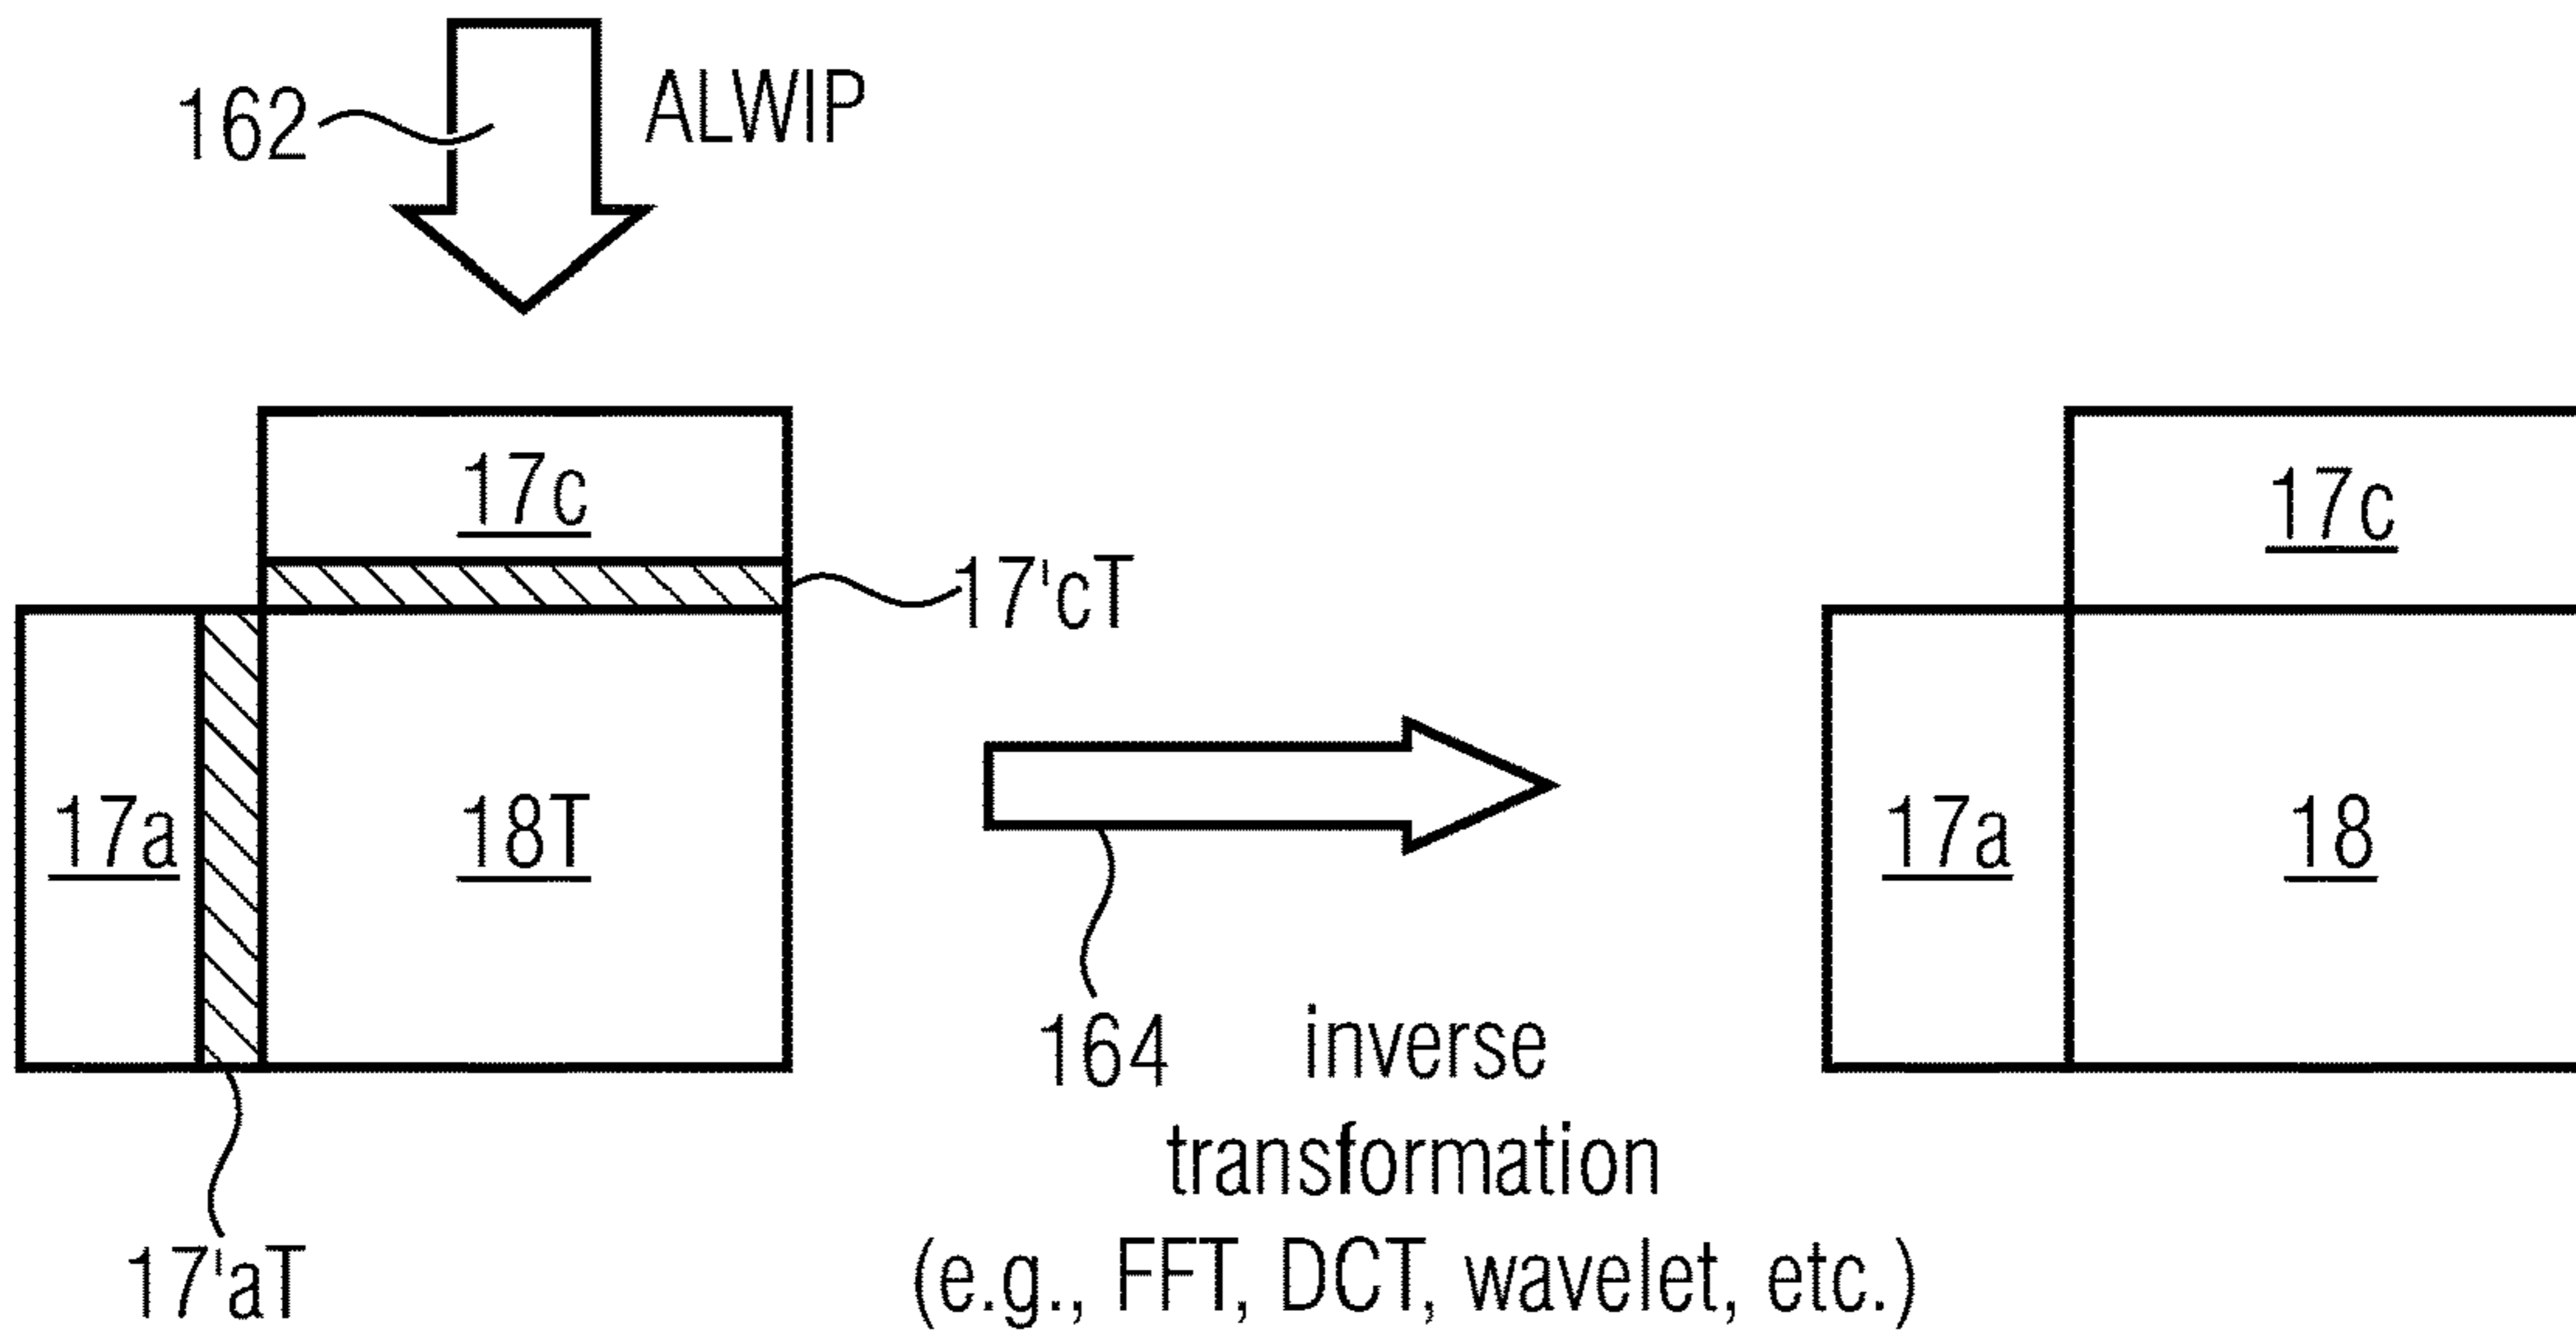 162
ALWIP
17c
17'cT
17a
18T
17'aT
164
inverse
transformation
(e.g., FFT, DCT, wavelet, etc.)
17c
17a
18